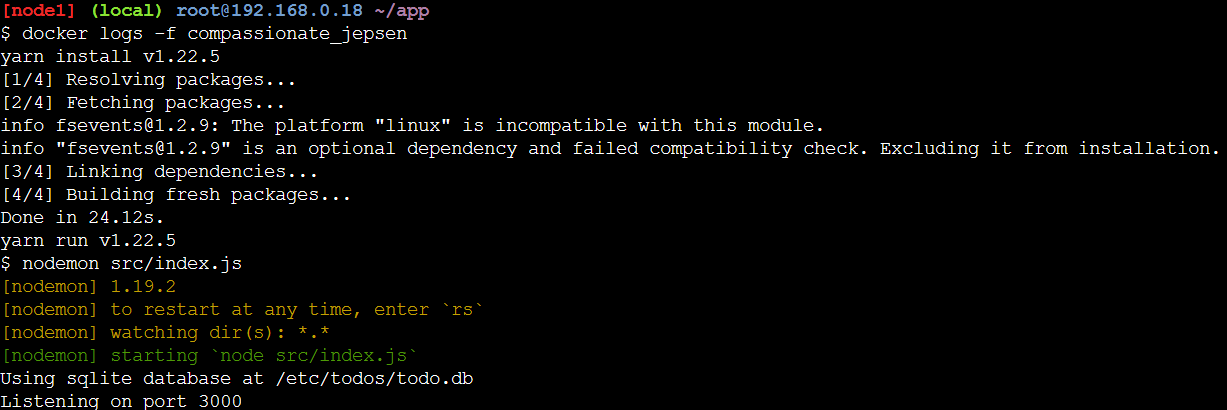 [node1] (local) root@192.168.0.18 ~/app
$ docker logs -f compassionate_jepsen
yarn install v1.22.5
[1/4] Resolving packages...
[2/4] Fetching packages...
info fsevents@1.2.9: The platform "linux" is incompatible with this module.
info "fsevents@1.2.9" is an optional dependency and failed compatibility check. Excluding it from installation.
[3/4] Linking dependencies...
[4/4] Building fresh packages...
Done in 24.12s.
yarn run v1.22.5
$ nodemon src/index.js
[nodemon] 1.19.2
[nodemon] to restart at any time, enter `rs`
[nodemon] watching dir(s): *.*
[nodemon] starting `node src/index.js`
Using sqlite database at /etc/todos/todo.db
Listening on port 3000